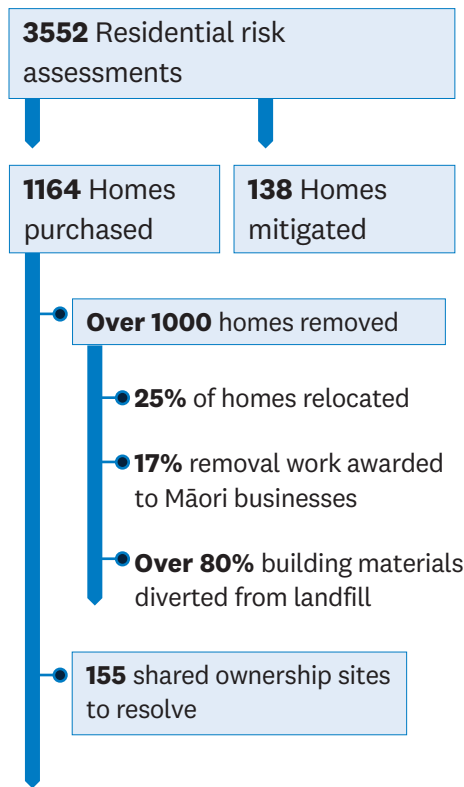 3552 Residential risk
assessments
1164 Homes
purchased
138 Homes
mitigated
Over 1000 homes removed
25% of homes relocated
17% removal work awarded
to Māori businesses
Over 80% building materials
diverted from landfill
155 shared ownership sites
to resolve